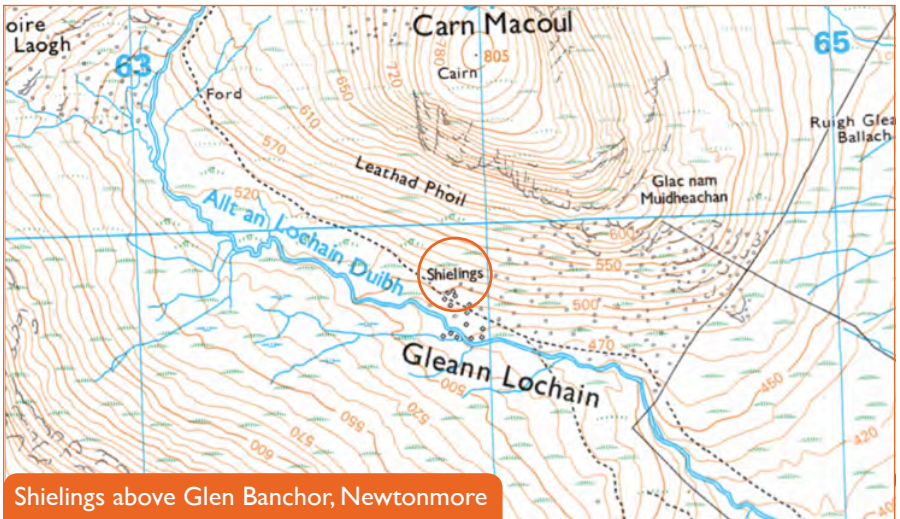 oire
Laogh
63
Ford
Carn Macoul
805
Cairn
780
720
650
610
570
520
65
Ruigh Glea
Ballach
Leathad Phoil
Glac nam
Muidheachan
Allt an Lochain Duibh
Shielings
600
550
500
470
Gleann Lochain
500
520
550
570
600
450
420
Shielings above Glen Banchor, Newtonmore